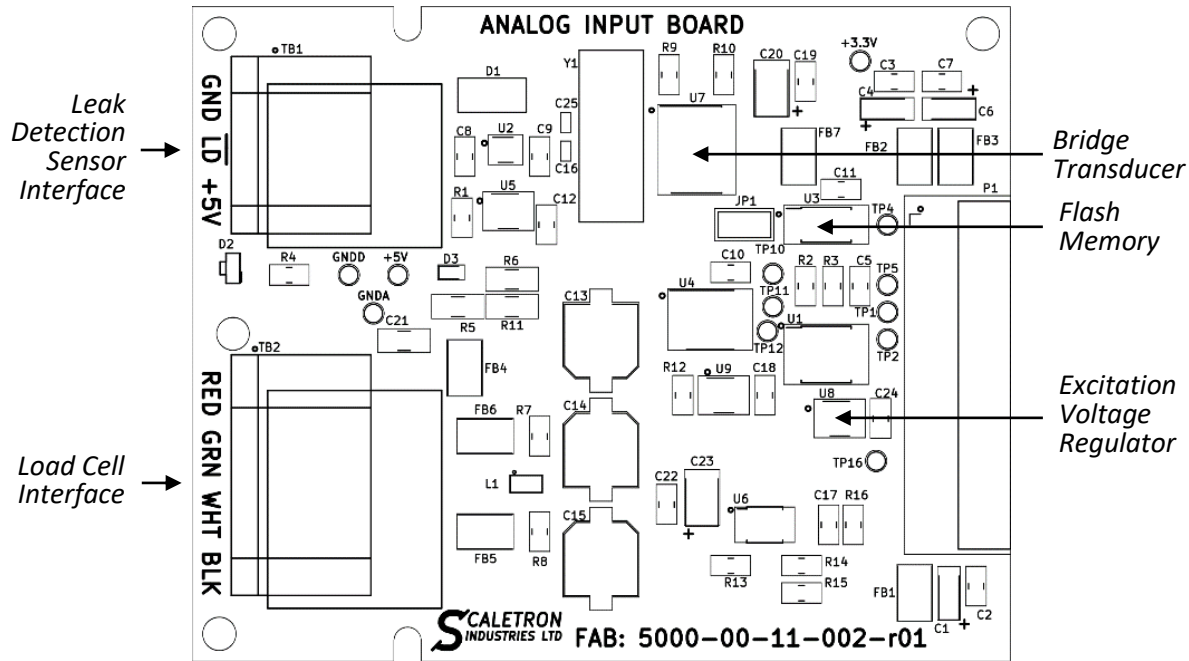 ANALOG INPUT BOARD
TB1
D1
Y1
R9
R10
C20
C19
+3.3V
C3
C7
C4
+
C6
+
+
C25
U7
C8
U2
C9
C16
FB7
FB2
FB3
Leak
Detection
Sensor
Interface
GND LD +5V
Bridge
Transducer
R1
U5
C12
C11
P1
JP1
U3
TP4
Flash
Memory
D2
R4
GNDD
+5V
D3
R6
C10
TP10
R2
R3
C5
TP5
GNDA
C13
U4
TP11
TP1
C21
R5
R11
TP12
U1
TP2
TB2
FB4
R12
U9
C18
U8
C24
Excitation
Voltage
Regulator
RED GRN WHT BLK
FB6
R7
C14
TP16
Load Cell
Interface
L1
C22
C23
+
U6
C17
R16
C15
FB5
R8
R13
R14
R15
FB1
C1
+
C2
SCALETRON
INDUSTRIES LTD
FAB: 5000-00-11-002-r01